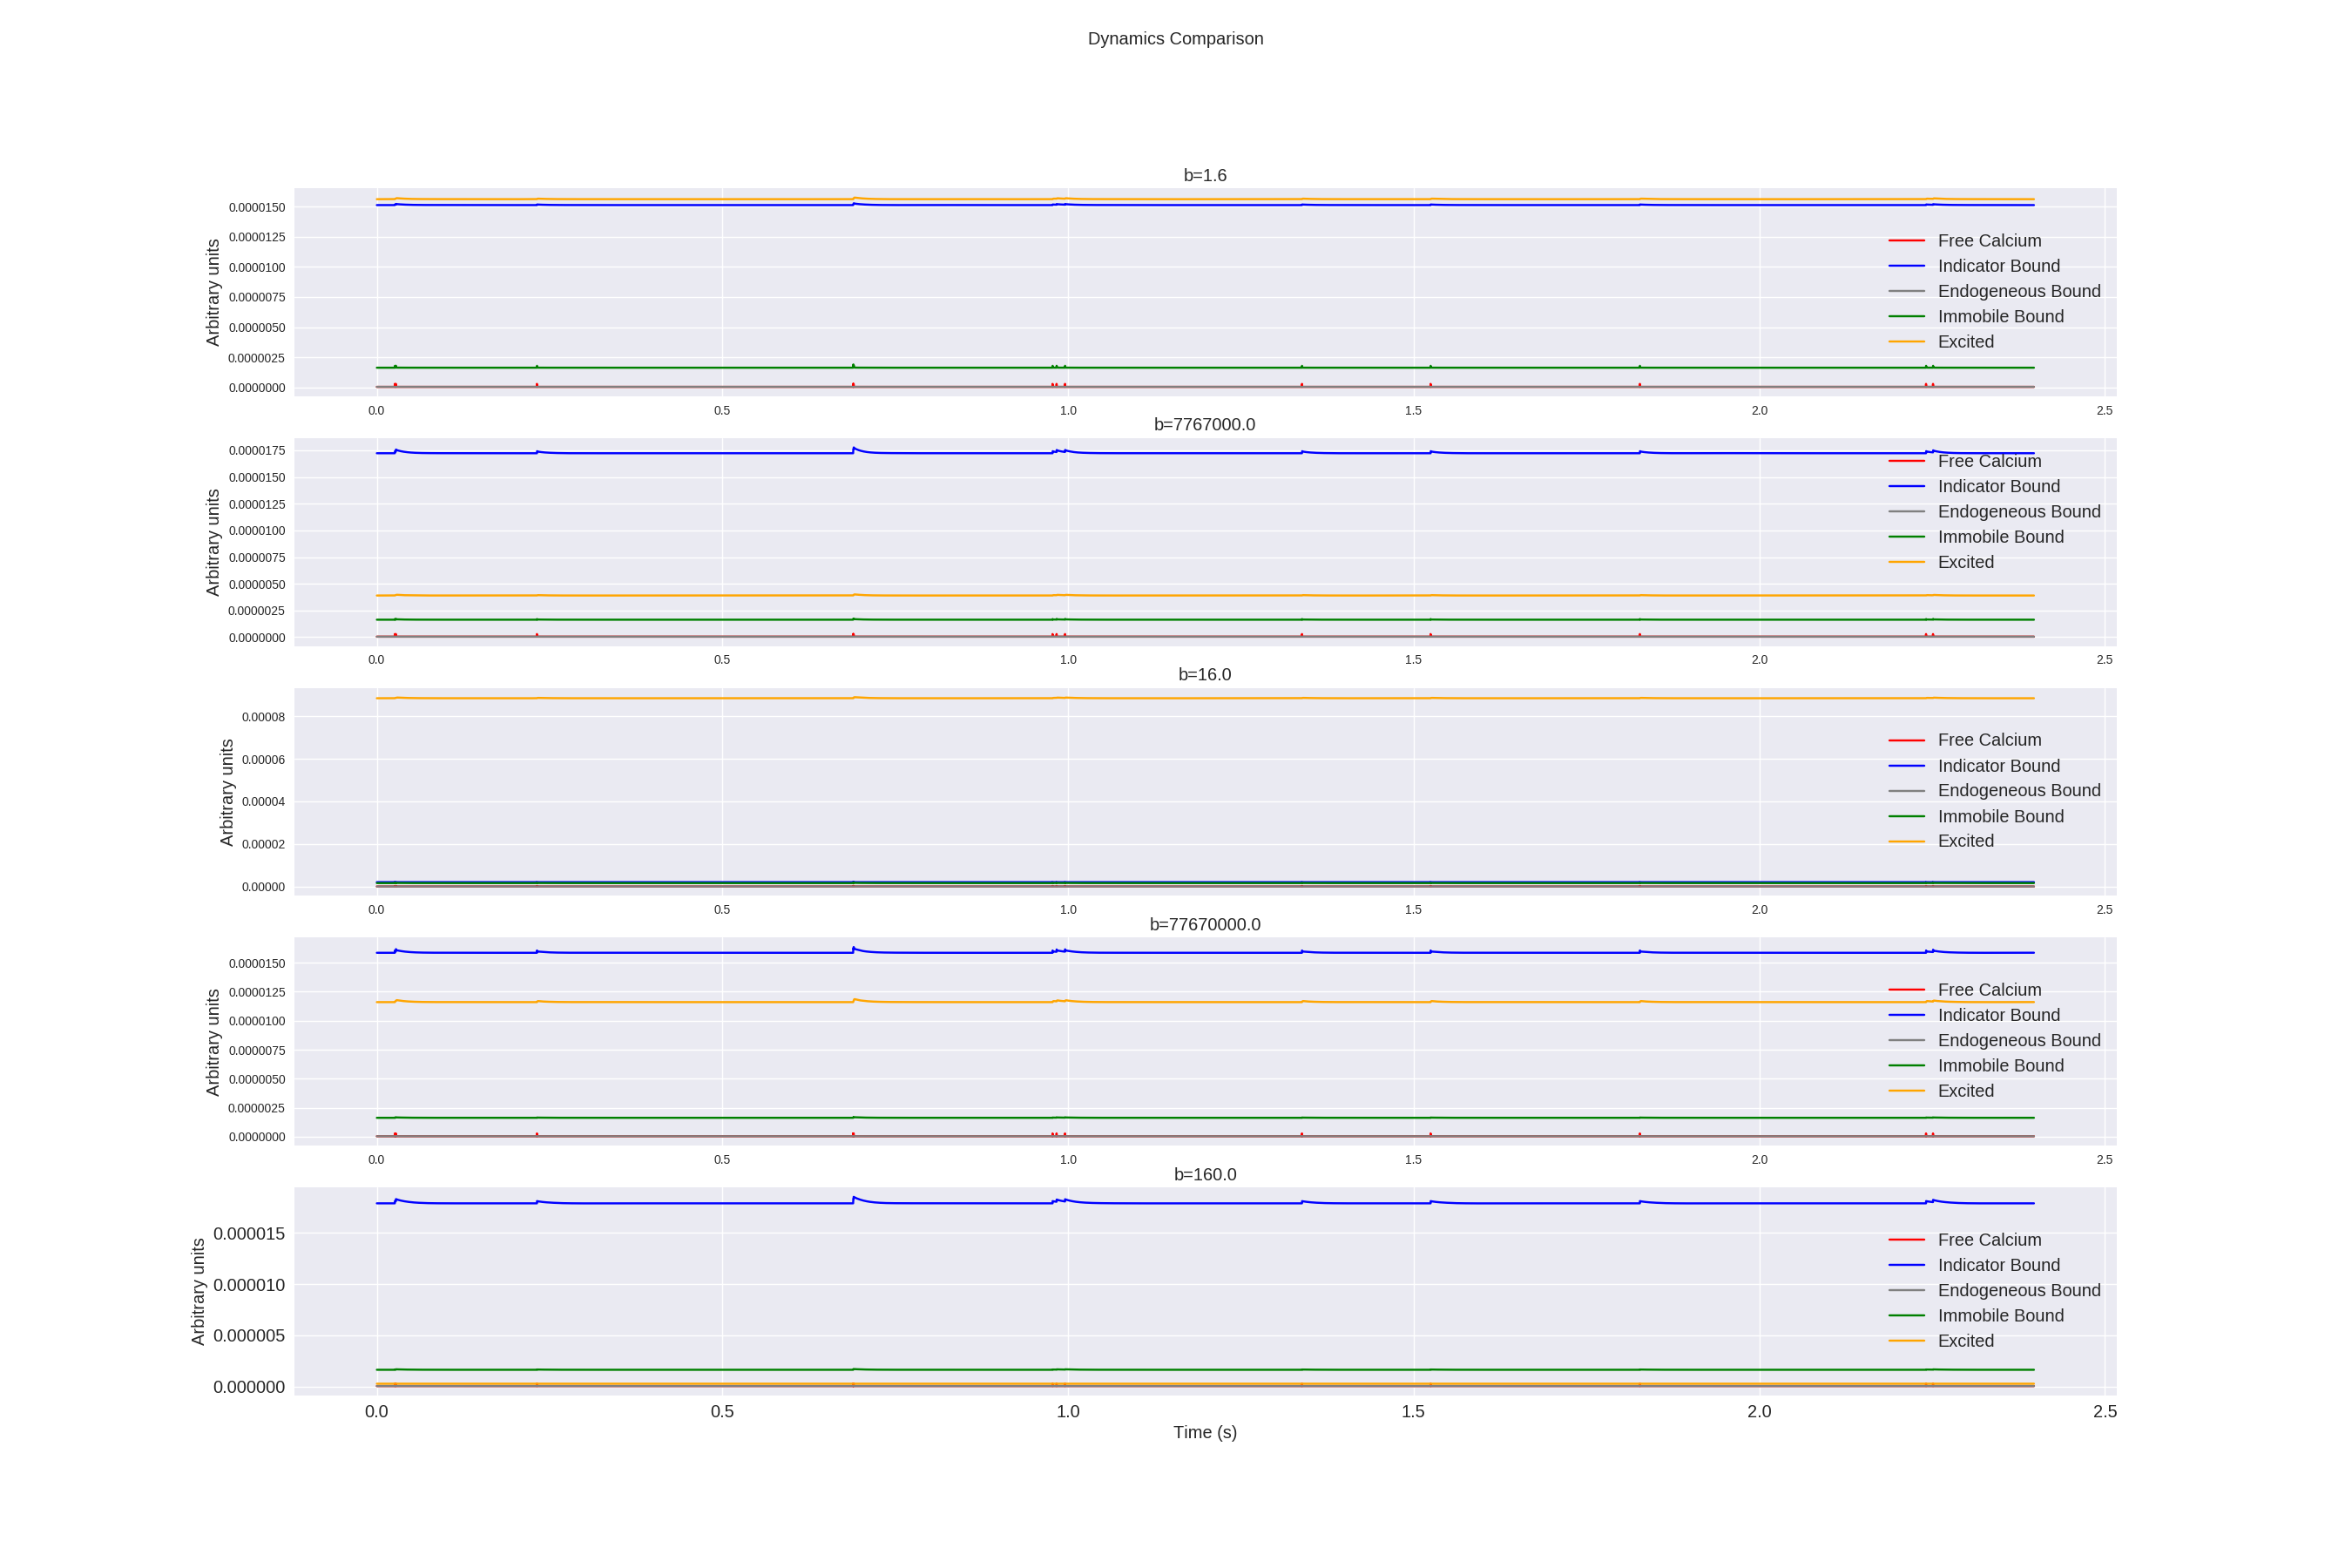 Dynamics Comparison
b=1.6
0.0000150
0.0000125
0.0000100
0.0000075
0.0000050
0.0000025
0.0000000
Arbitrary units
Free Calcium
Indicator Bound
Endogeneous Bound
Immobile Bound
Excited
0.0 0.5 1.0 1.5 2.0 2.5
b=7767000.0
0.0000175
0.0000150
0.0000125
0.0000100
0.0000075
0.0000050
0.0000025
0.0000000
Arbitrary units
Free Calcium
Indicator Bound
Endogeneous Bound
Immobile Bound
Excited
0.0 0.5 1.0 1.5 2.0 2.5
b=16.0
0.00008
0.00006
0.00004
0.00002
0.00000
Arbitrary units
Free Calcium
Indicator Bound
Endogeneous Bound
Immobile Bound
Excited
0.0 0.5 1.0 1.5 2.0 2.5
b=77670000.0
0.0000150
0.0000125
0.0000100
0.0000075
0.0000050
0.0000025
0.0000000
Arbitrary units
Free Calcium
Indicator Bound
Endogeneous Bound
Immobile Bound
Excited
0.0 0.5 1.0 1.5 2.0 2.5
b=160.0
0.000015
0.000010
0.000005
0.000000
Arbitrary units
Free Calcium
Indicator Bound
Endogeneous Bound
Immobile Bound
Excited
0.0 0.5 1.0 1.5 2.0 2.5
Time (s)